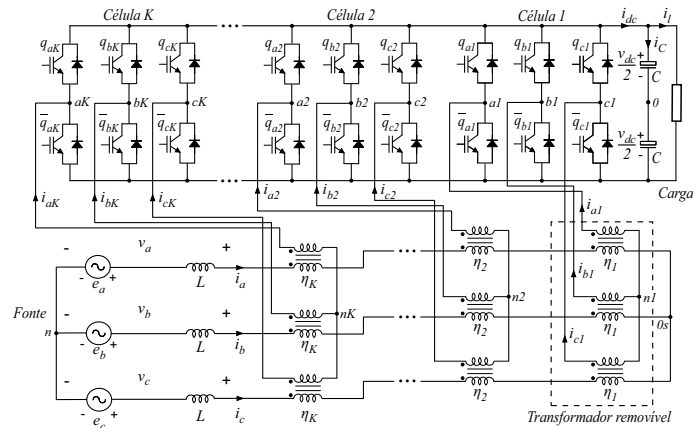 Célula K ... Célula 2 Célula 1 i_dc i_l
q_aK q_bK q_cK q_a2 q_b2 q_c2 q_a1 q_b1 q_c1 i_C
v_dc/2 + - C
aK bK cK a2 b2 c2 a1 b1 c1 0
q̅_aK q̅_bK q̅_cK q̅_a2 q̅_b2 q̅_c2 q̅_a1 q̅_b1 q̅_c1
v_dc/2 + - C
...
Carga
i_aK i_bK i_cK i_a2 i_b2 i_c2 i_a1
- v_a +
... η_2 η_1
- e_a + L i_a η_K
i_b1
Fonte n - v_b + nK n2 n1 0s
- e_b + L i_b η_K ... η_2 η_1
i_c1
- v_c +
- e_c + L i_c η_K ... η_2 η_1
Transformador removível